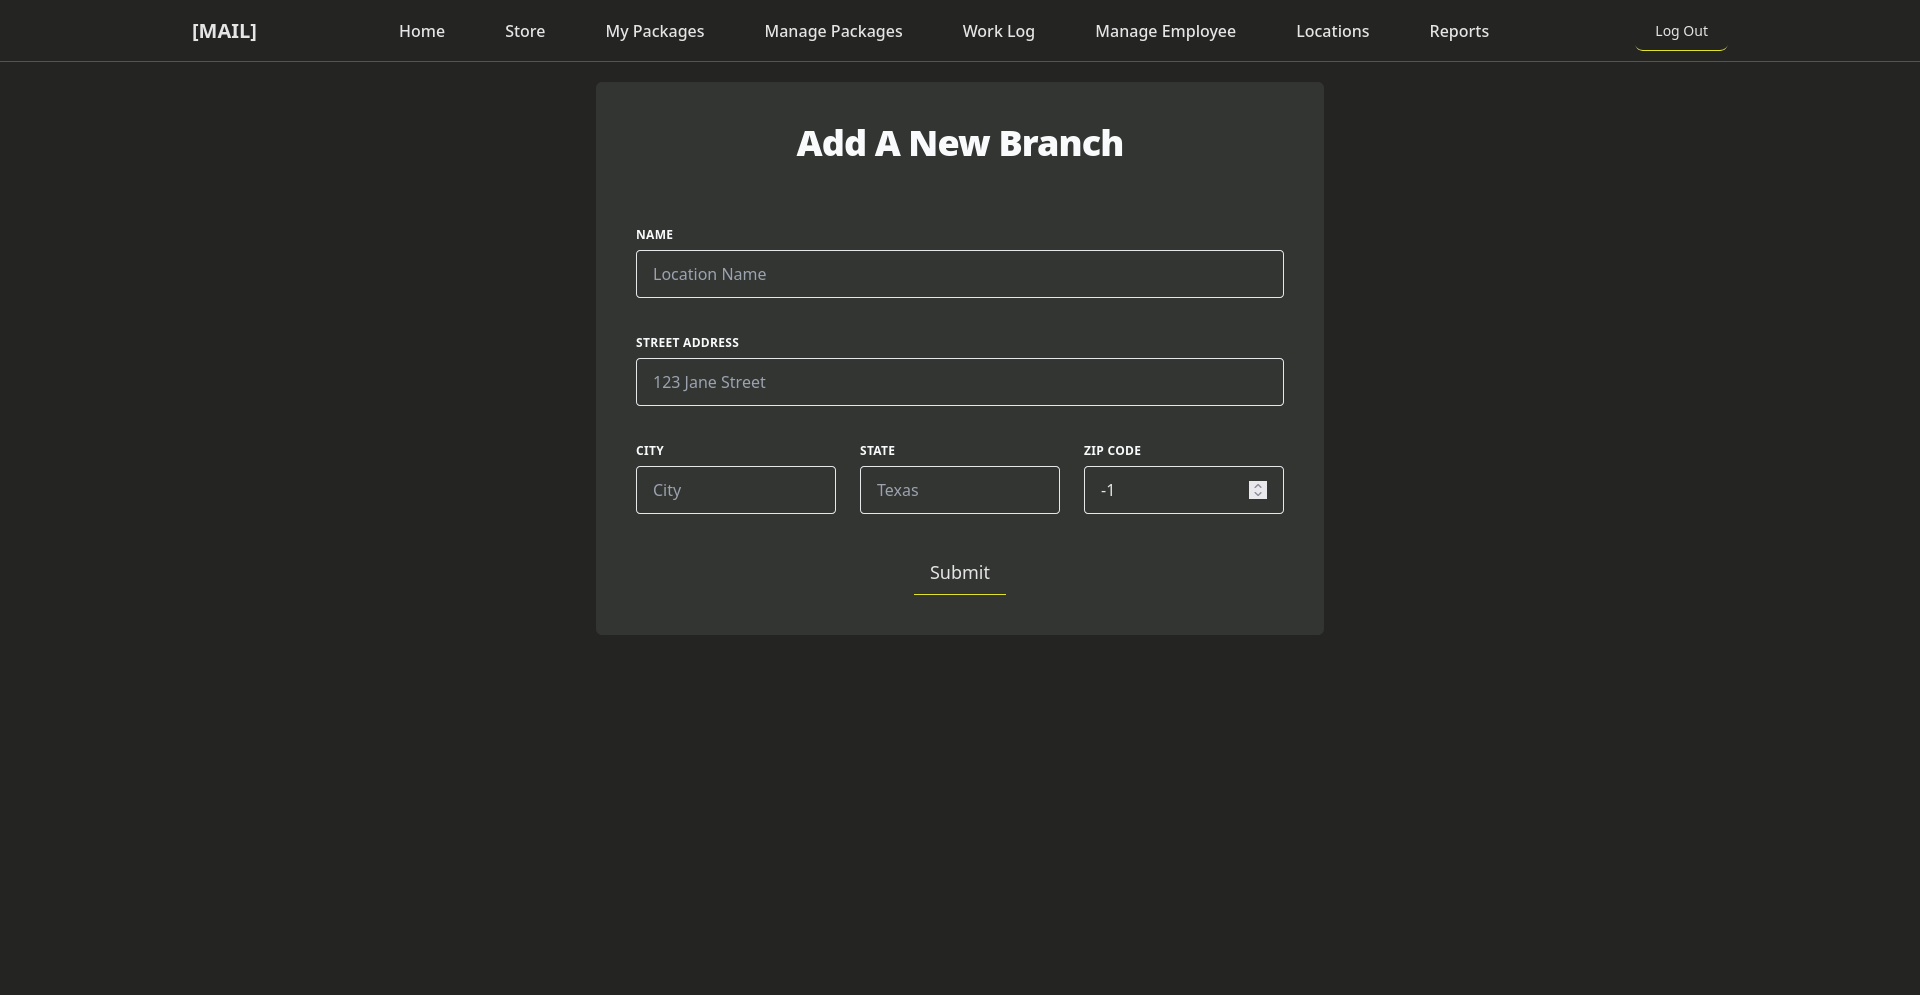 [MAIL] Home Store My Packages Manage Packages Work Log Manage Employee Locations Reports Log Out
Add A New Branch
NAME
Location Name
STREET ADDRESS
123 Jane Street
CITY STATE ZIP CODE
City Texas -1
Submit